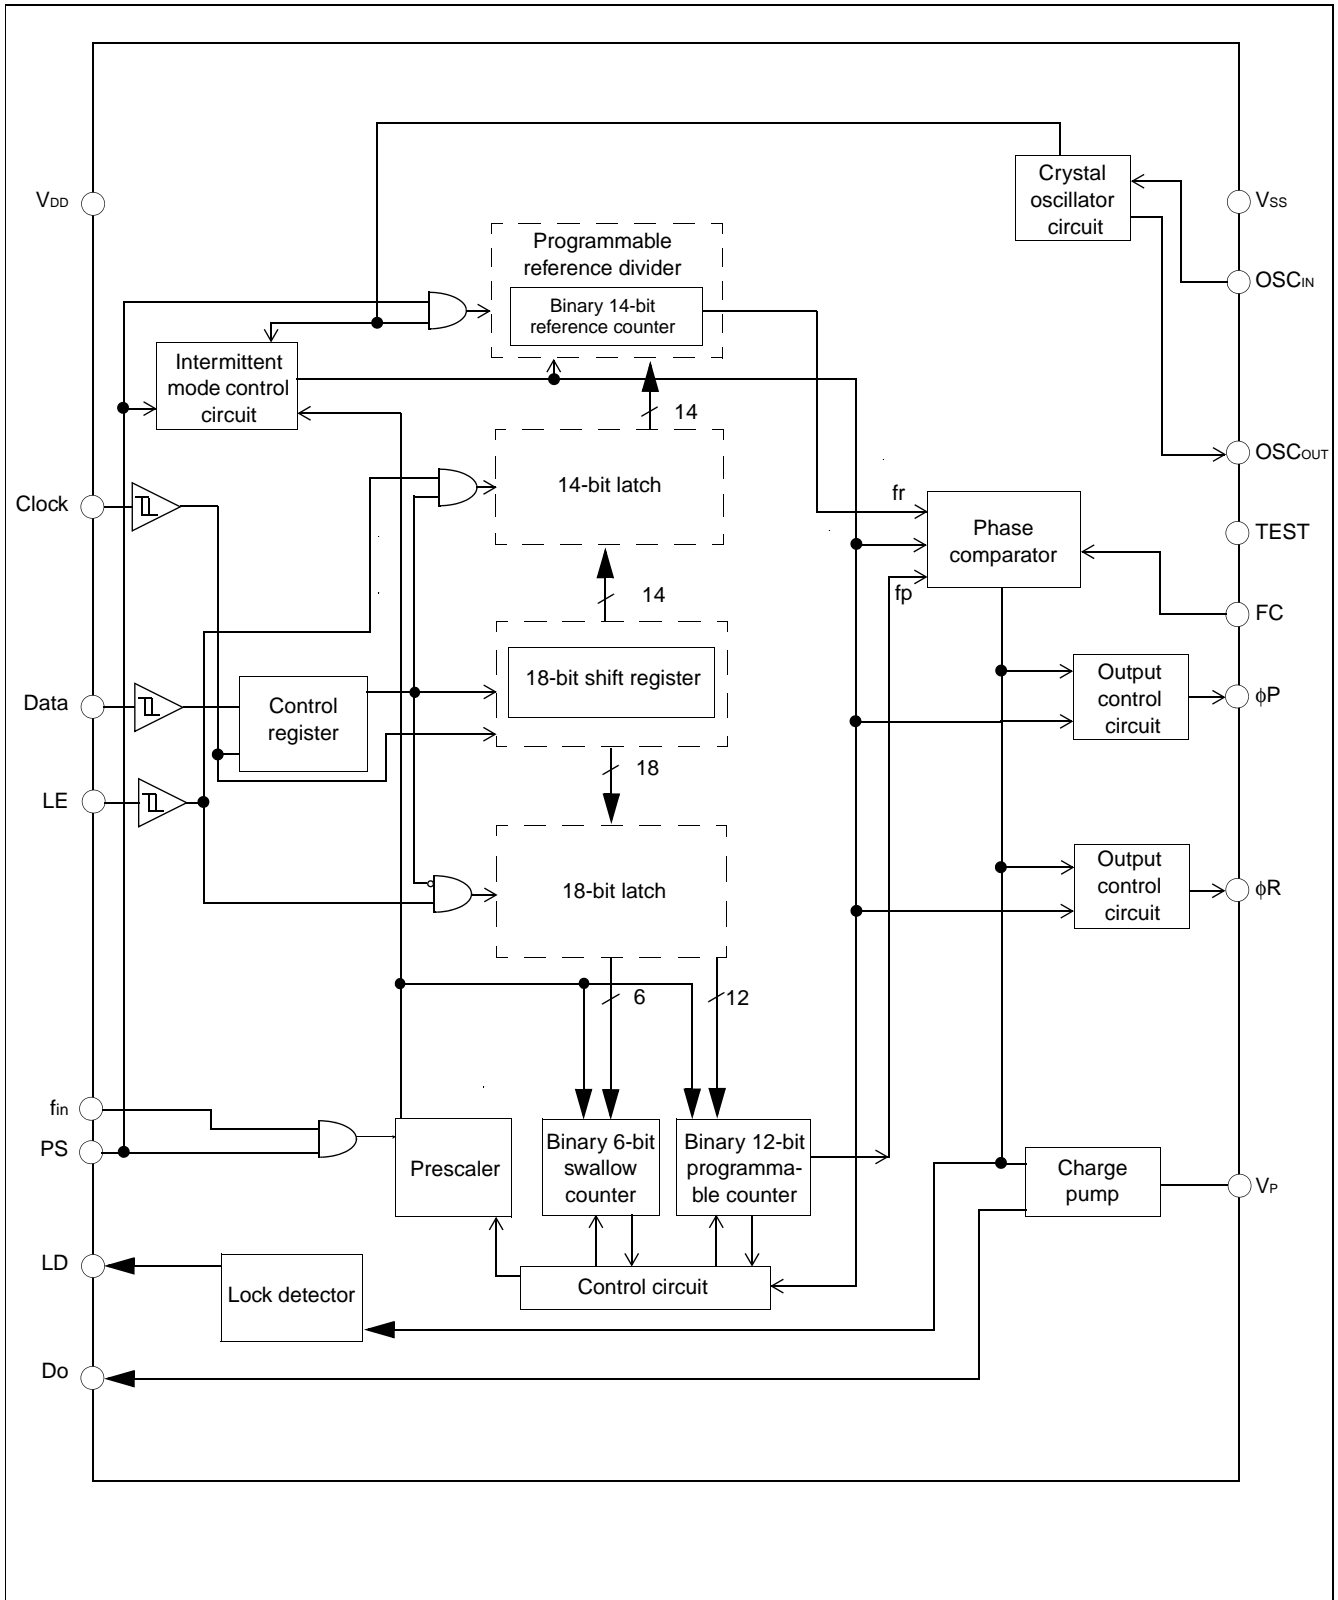 Crystal
oscillator
circuit
VDD
VSS
Programmable
reference divider
OSCIN
Binary 14-bit
reference counter
Intermittent
mode control
circuit
14
OSCOUT
14-bit latch
fr
Clock
Phase
comparator
TEST
14
fp
FC
18-bit shift register
Output
control
circuit
ϕP
Data
Control
register
18
LE
18-bit latch
Output
control
circuit
ϕR
6
12
fin
PS
Prescaler
Binary 6-bit
swallow
counter
Binary 12-bit
programma-
ble counter
Charge
pump
VP
LD
Lock detector
Control circuit
Do